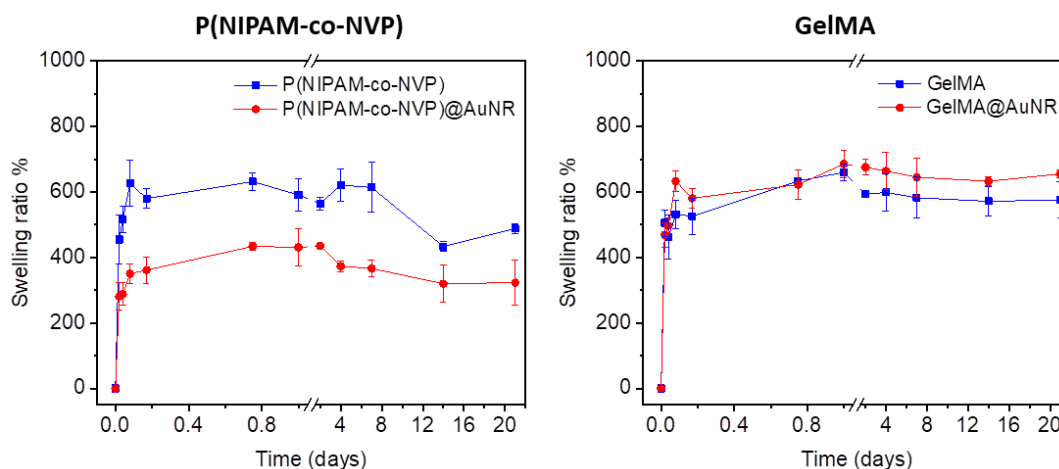 P(NIPAM-co-NVP)
1000
800
600
400
200
0
Swelling ratio %
P(NIPAM-co-NVP)
P(NIPAM-co-NVP)@AuNR
0.0 0.4 0.8 4 8 12 16 20
Time (days)
GelMA
1000
800
600
400
200
0
Swelling ratio %
GelMA
GelMA@AuNR
0.0 0.4 0.8 4 8 12 16 20
Time (days)